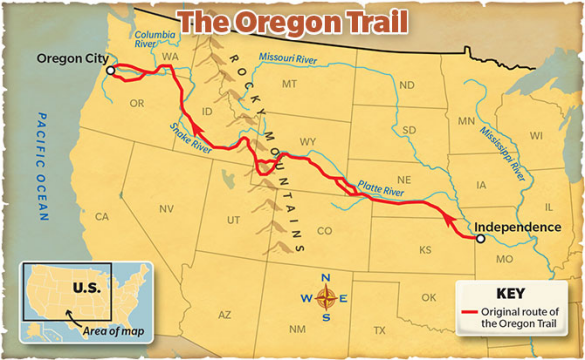 The Oregon Trail
Columbia
River
Oregon City
WA
Missouri River
MT
ND
MN
OR
ID
ROCKY MOUNTAINS
SD
WI
Mississippi River
Snake River
WY
PACIFIC OCEAN
Platte River
NE
IA
IL
CA
NV
UT
CO
KS
Independence
MO
AZ
NM
OK
TX
N
W E
S
U.S.
Area of map
KEY
Original route of
the Oregon Trail